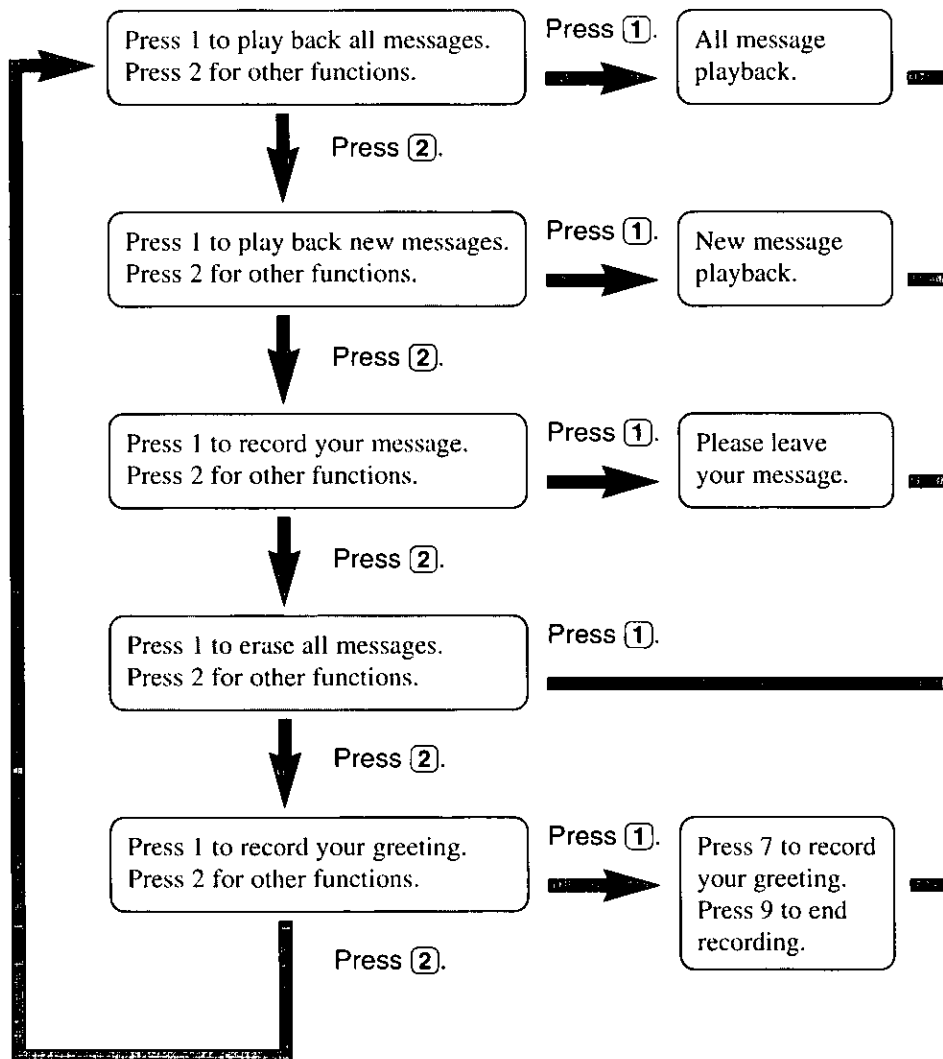 Press 1 to play back all messages.
Press 2 for other functions.
Press 1.
All message
playback.
Press 2.
Press 1 to play back new messages.
Press 2 for other functions.
Press 1.
New message
playback.
Press 2.
Press 1 to record your message.
Press 2 for other functions.
Press 1.
Please leave
your message.
Press 2.
Press 1 to erase all messages.
Press 2 for other functions.
Press 1.
Press 2.
Press 1 to record your greeting.
Press 2 for other functions.
Press 1.
Press 7 to record
your greeting.
Press 9 to end
recording.
Press 2.